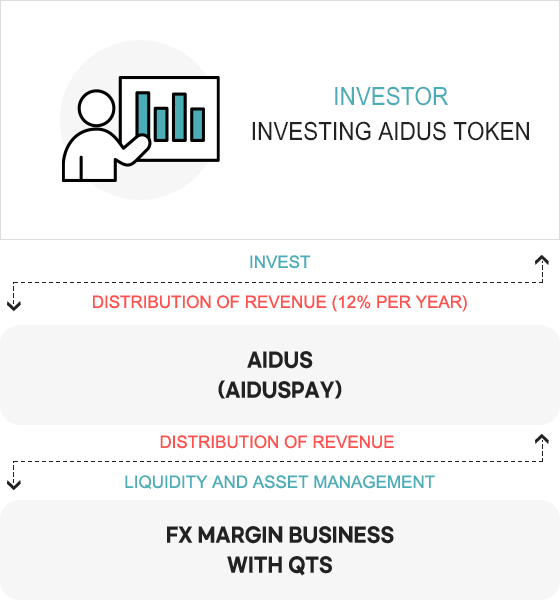 INVESTOR
INVESTING AIDUS TOKEN
INVEST
DISTRIBUTION OF REVENUE (12% PER YEAR)
AIDUS
(AIDUSPAY)
DISTRIBUTION OF REVENUE
LIQUIDITY AND ASSET MANAGEMENT
FX MARGIN BUSINESS
WITH QTS